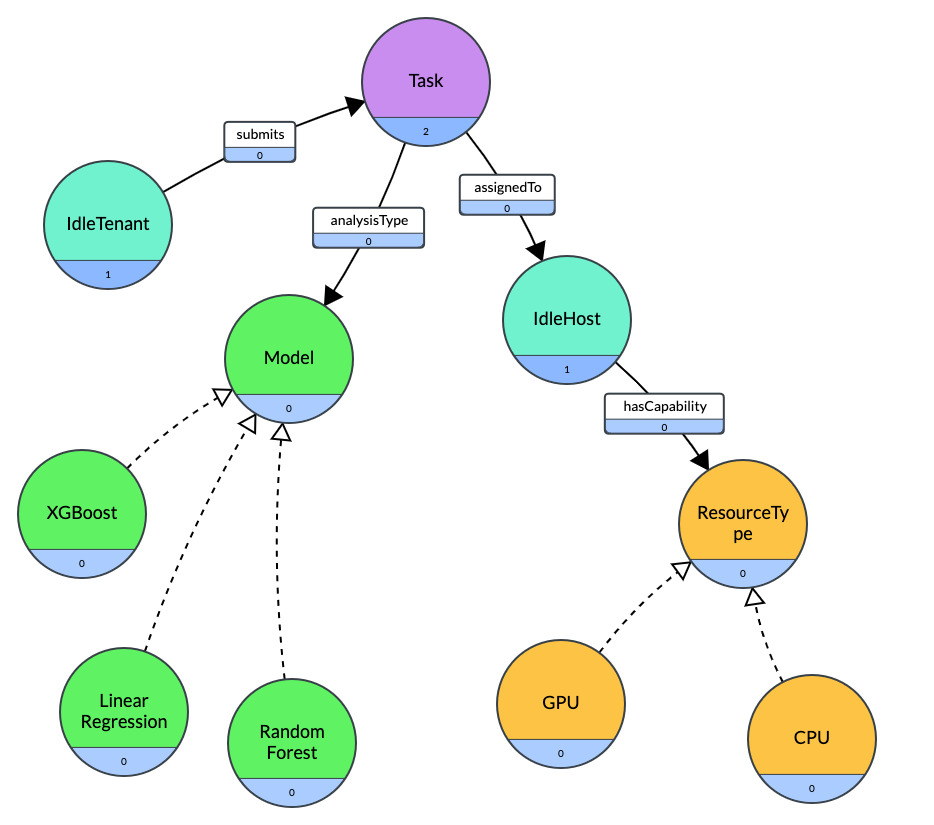 Task
2
submits
0
assignedTo
0
IdleTenant
1
analysisType
0
IdleHost
1
Model
0
hasCapability
0
XGBoost
0
ResourceTy
pe
0
Linear
Regression
0
Random
Forest
0
GPU
0
CPU
0